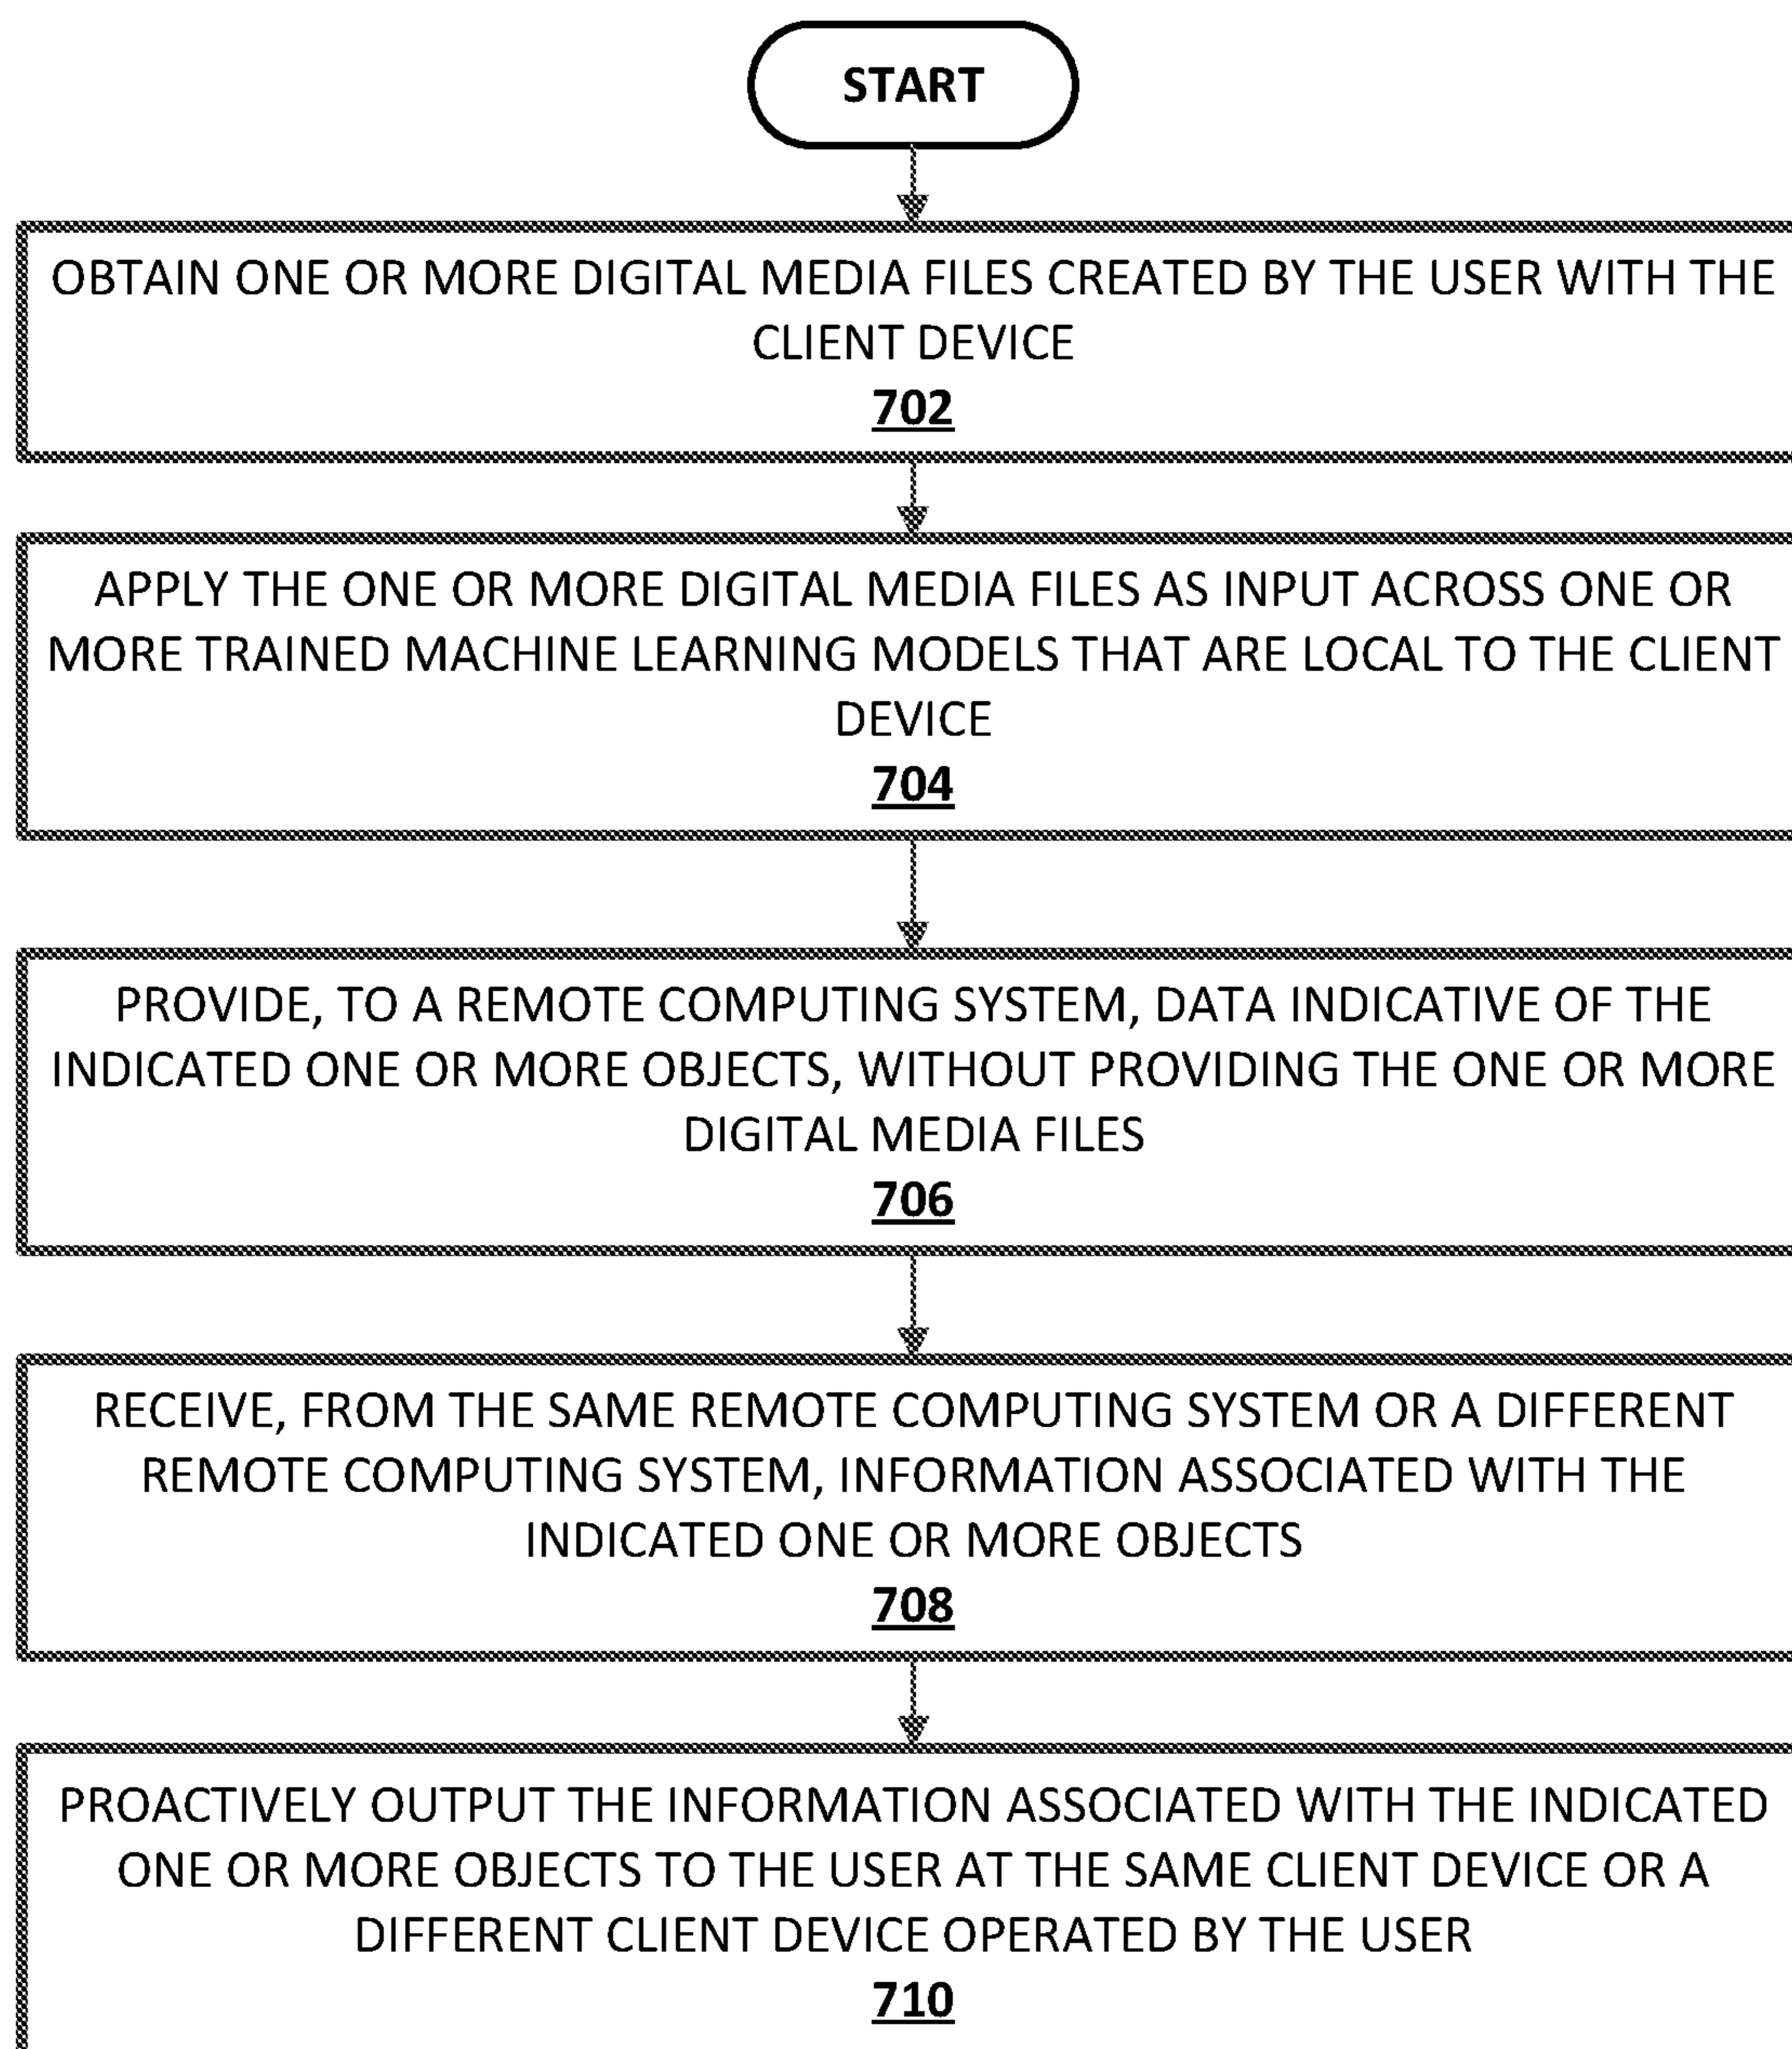 START
OBTAIN ONE OR MORE DIGITAL MEDIA FILES CREATED BY THE USER WITH THE
CLIENT DEVICE
702
APPLY THE ONE OR MORE DIGITAL MEDIA FILES AS INPUT ACROSS ONE OR
MORE TRAINED MACHINE LEARNING MODELS THAT ARE LOCAL TO THE CLIENT
DEVICE
704
PROVIDE, TO A REMOTE COMPUTING SYSTEM, DATA INDICATIVE OF THE
INDICATED ONE OR MORE OBJECTS, WITHOUT PROVIDING THE ONE OR MORE
DIGITAL MEDIA FILES
706
RECEIVE, FROM THE SAME REMOTE COMPUTING SYSTEM OR A DIFFERENT
REMOTE COMPUTING SYSTEM, INFORMATION ASSOCIATED WITH THE
INDICATED ONE OR MORE OBJECTS
708
PROACTIVELY OUTPUT THE INFORMATION ASSOCIATED WITH THE INDICATED
ONE OR MORE OBJECTS TO THE USER AT THE SAME CLIENT DEVICE OR A
DIFFERENT CLIENT DEVICE OPERATED BY THE USER
710